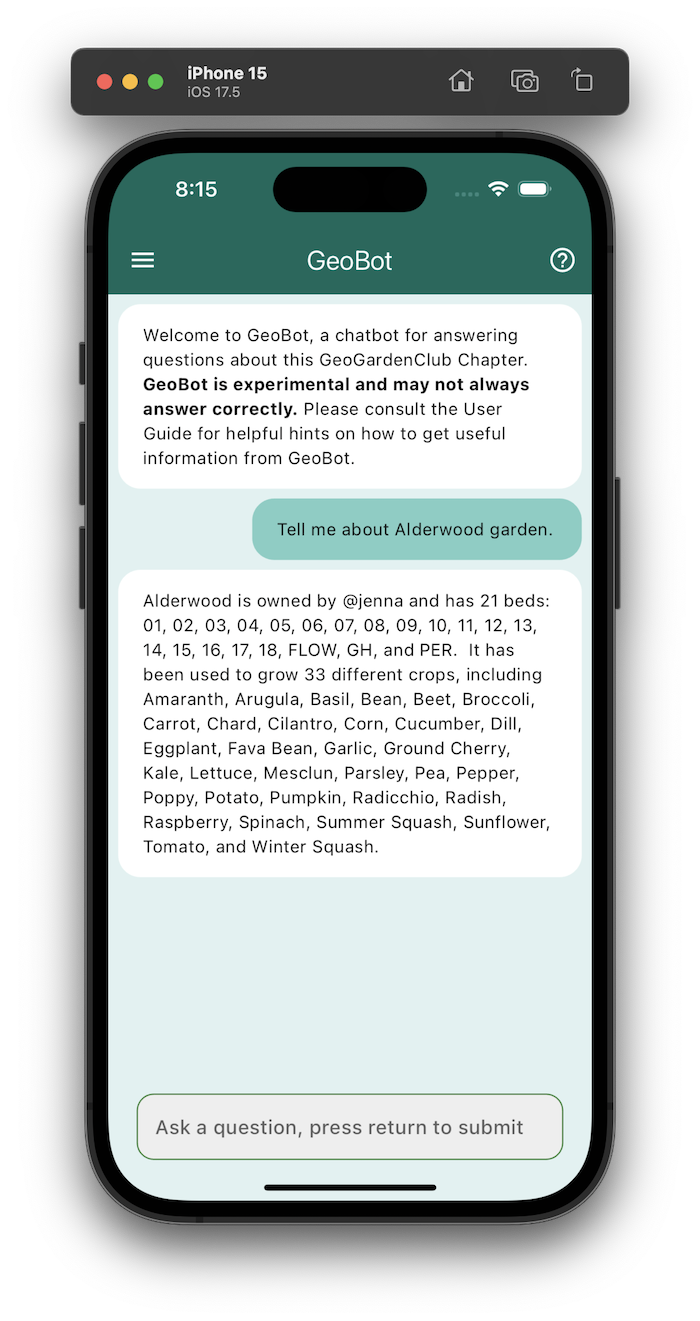 iPhone 15
iOS 17.5
8:15
GeoBot
Welcome to GeoBot, a chatbot for answering
questions about this GeoGardenClub Chapter.
GeoBot is experimental and may not always
answer correctly. Please consult the User
Guide for helpful hints on how to get useful
information from GeoBot.
Tell me about Alderwood garden.
Alderwood is owned by @jenna and has 21 beds:
01, 02, 03, 04, 05, 06, 07, 08, 09, 10, 11, 12, 13,
14, 15, 16, 17, 18, FLOW, GH, and PER.  It has
been used to grow 33 different crops, including
Amaranth, Arugula, Basil, Bean, Beet, Broccoli,
Carrot, Chard, Cilantro, Corn, Cucumber, Dill,
Eggplant, Fava Bean, Garlic, Ground Cherry,
Kale, Lettuce, Mesclun, Parsley, Pea, Pepper,
Poppy, Potato, Pumpkin, Radicchio, Radish,
Raspberry, Spinach, Summer Squash, Sunflower,
Tomato, and Winter Squash.
Ask a question, press return to submit